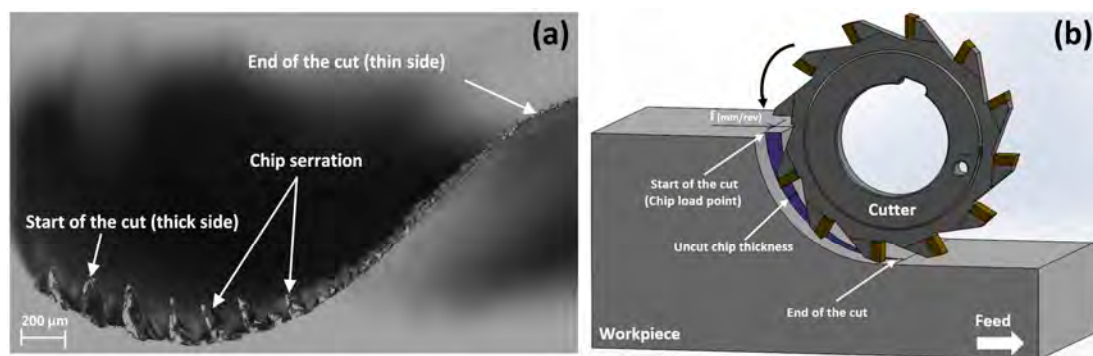 (a)
End of the cut (thin side)
Chip serration
Start of the cut (thick side)
200 µm
(b)
f (mm/rev)
Start of the cut
(Chip load point)
Cutter
Uncut chip thickness
End of the cut
Workpiece
Feed